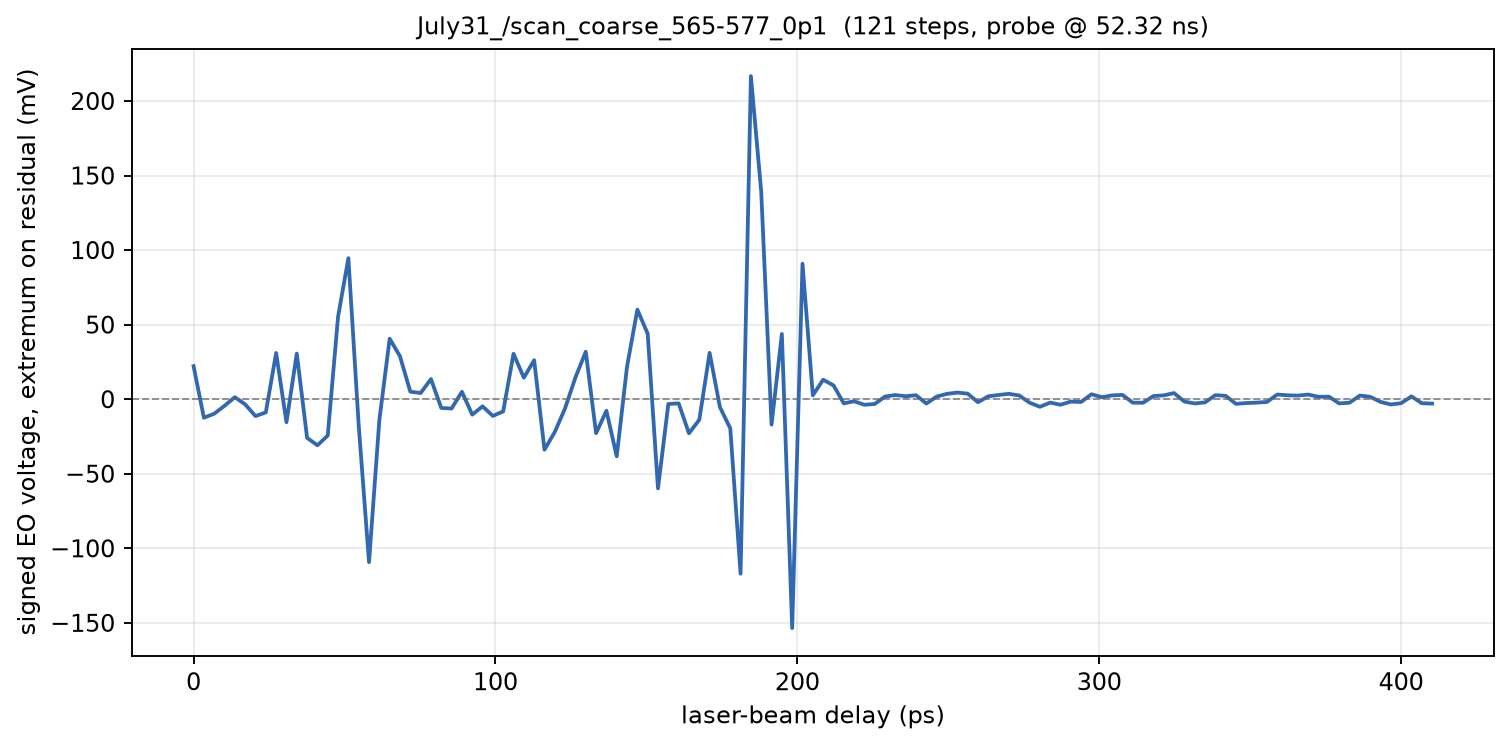 July31_/scan_coarse_565-577_0p1 (121 steps, probe @ 52.32 ns)
signed EO voltage, extremum on residual (mV)
200
150
100
50
0
−50
−100
−150
0 100 200 300 400
laser-beam delay (ps)